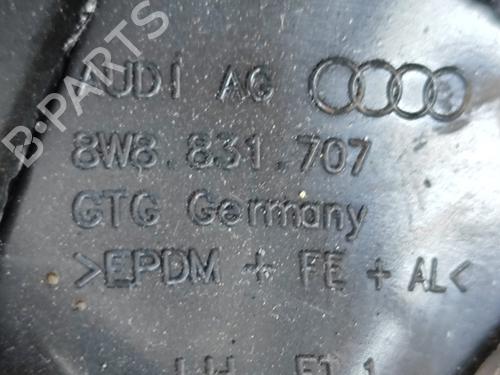 AUDI AG
8W8.831.707
GTG Germany
>EPDM + FE + AL<
B-PARTS